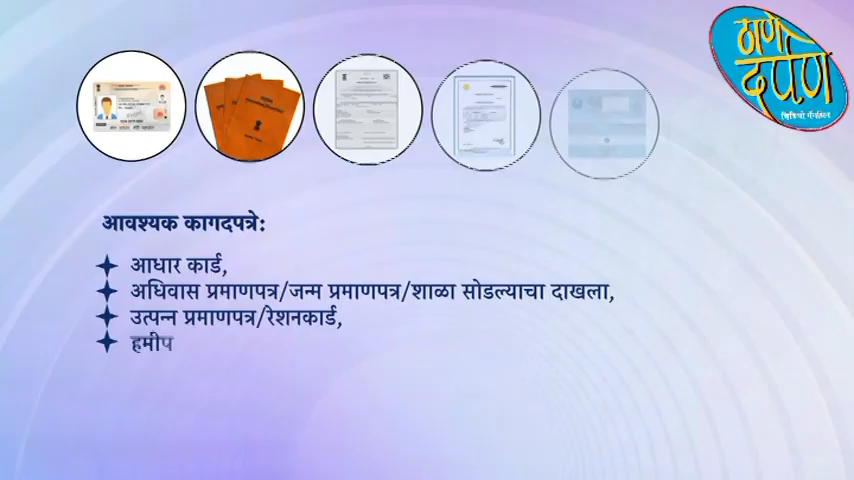 ठाणे
दर्पण
आवश्यक कागदपत्रे:
आधार कार्ड,
अधिवास प्रमाणपत्र/जन्म प्रमाणपत्र/शाळा सोडल्याचा दाखला,
उत्पन्न प्रमाणपत्र/रेशनकार्ड,
हमीप